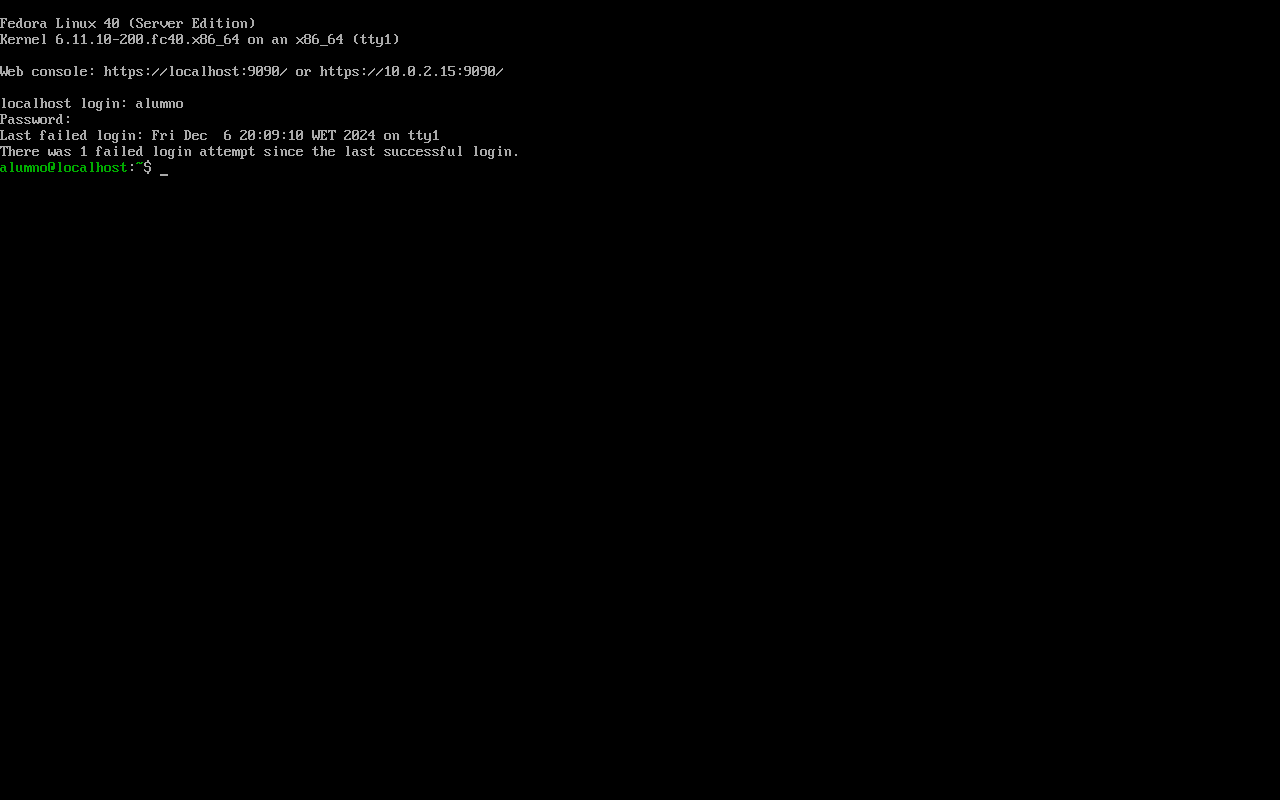 Fedora Linux 40 (Server Edition)
Kernel 6.11.10-200.fc40.x86_64 on an x86_64 (tty1)
Web console: https://localhost:9090/ or https://10.0.2.15:9090/
localhost login: alumno
Password:
Last failed login: Fri Dec  6 20:09:10 WET 2024 on tty1
There was 1 failed login attempt since the last successful login.
alumno@localhost:~$ _